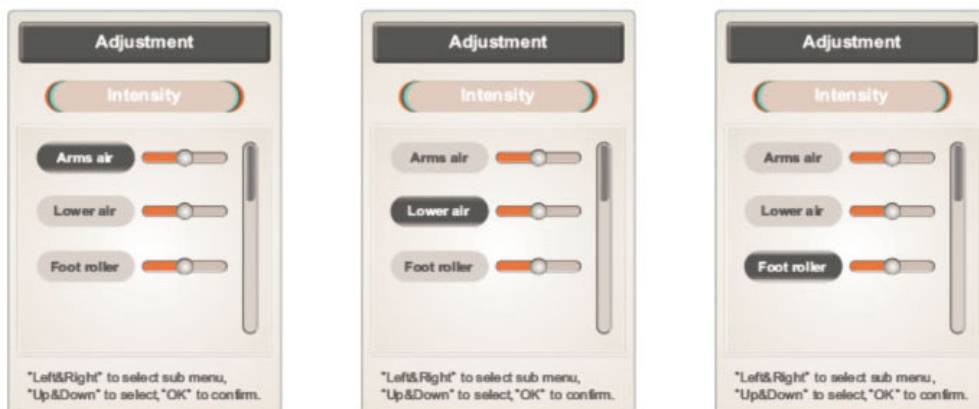 Adjustment
Intensity
Arms air
Lower air
Foot roller
"Left&Right" to select sub menu,
"Up&Down" to select,"OK" to confirm.
Adjustment
Intensity
Arms air
Lower air
Foot roller
"Left&Right" to select sub menu,
"Up&Down" to select,"OK" to confirm.
Adjustment
Intensity
Arms air
Lower air
Foot roller
"Left&Right" to select sub menu,
"Up&Down" to select,"OK" to confirm.